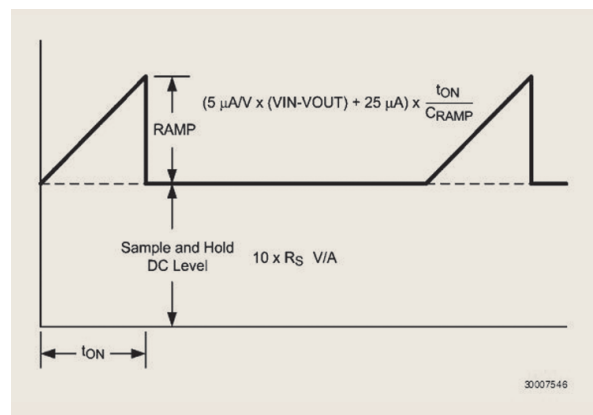 (5 µA/V x (VIN-VOUT) + 25 µA) x tON
CRAMP
RAMP
Sample and Hold
DC Level
10 x RS V/A
tON
30007546